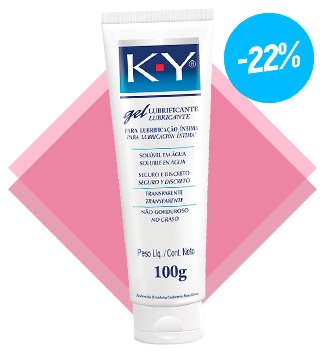 -22%
K-Y®
gel LUBRIFICANTE
LUBRICANTE
PARA LUBRIFICAÇÃO ÍNTIMA
PARA LUBRICACIÓN ÍNTIMA
SOLÚVEL EM ÁGUA
SOLUBLE EN AGUA
SEGURO E DISCRETO
SEGURO Y DISCRETO
TRANSPARENTE
TRANSPARENTE
NÃO GORDUROSO
NO GRASO
Peso Líq. / Cont. Neto
100g